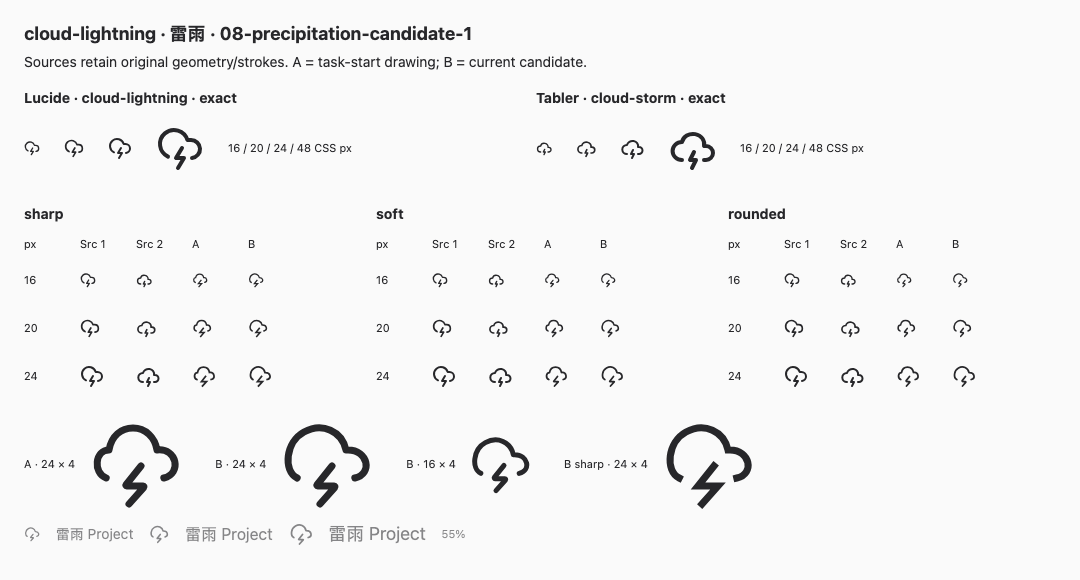 cloud-lightning · 雷雨 · 08-precipitation-candidate-1
Sources retain original geometry/strokes. A = task-start drawing; B = current candidate.
Lucide · cloud-lightning · exact
16 / 20 / 24 / 48 CSS px
Tabler · cloud-storm · exact
16 / 20 / 24 / 48 CSS px
sharp
px Src 1 Src 2 A B
16
20
24
soft
px Src 1 Src 2 A B
16
20
24
rounded
px Src 1 Src 2 A B
16
20
24
A · 24 × 4
B · 24 × 4
B · 16 × 4
B sharp · 24 × 4
雷雨 Project 雷雨 Project 雷雨 Project 55%